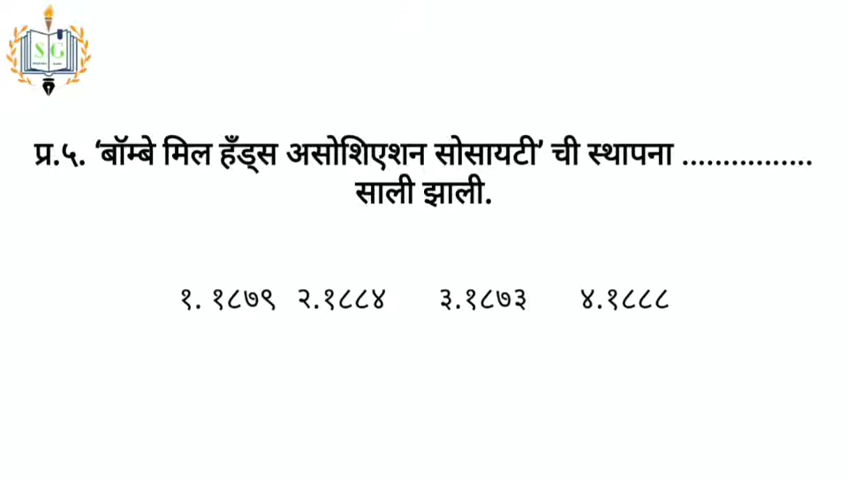 S G
प्र.५. ‘बॉम्बे मिल हँड्स असोशिएशन सोसायटी’ ची स्थापना ................
साली झाली.
१. १८७९ २.१८८४ ३.१८७३ ४.१८८८